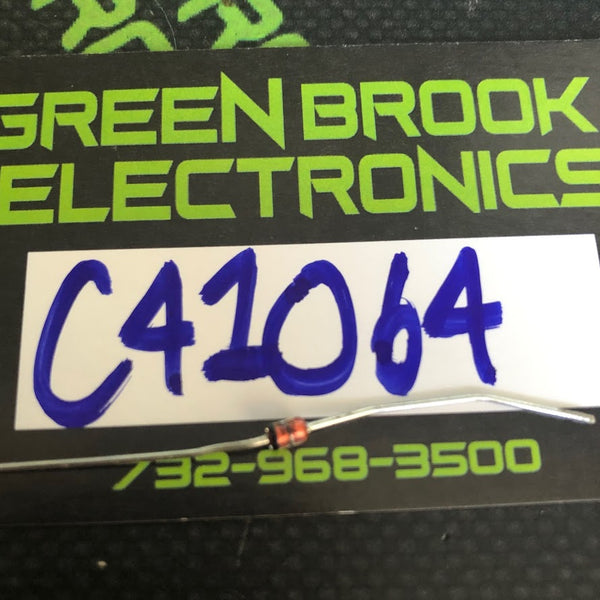 GREEN BROOK
ELECTRONICS
C41064
732-968-3500